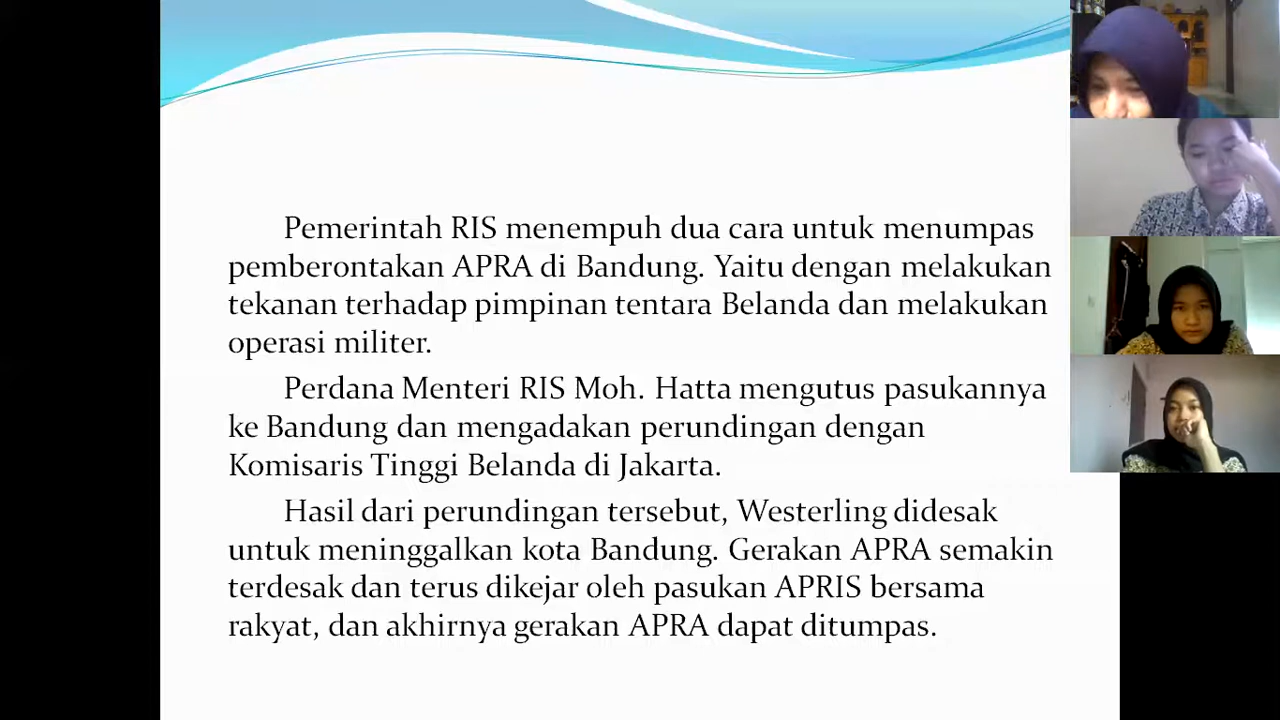 Pemerintah RIS menempuh dua cara untuk menumpas
pemberontakan APRA di Bandung. Yaitu dengan melakukan
tekanan terhadap pimpinan tentara Belanda dan melakukan
operasi militer.
Perdana Menteri RIS Moh. Hatta mengutus pasukannya
ke Bandung dan mengadakan perundingan dengan
Komisaris Tinggi Belanda di Jakarta.
Hasil dari perundingan tersebut, Westerling didesak
untuk meninggalkan kota Bandung. Gerakan APRA semakin
terdesak dan terus dikejar oleh pasukan APRIS bersama
rakyat, dan akhirnya gerakan APRA dapat ditumpas.